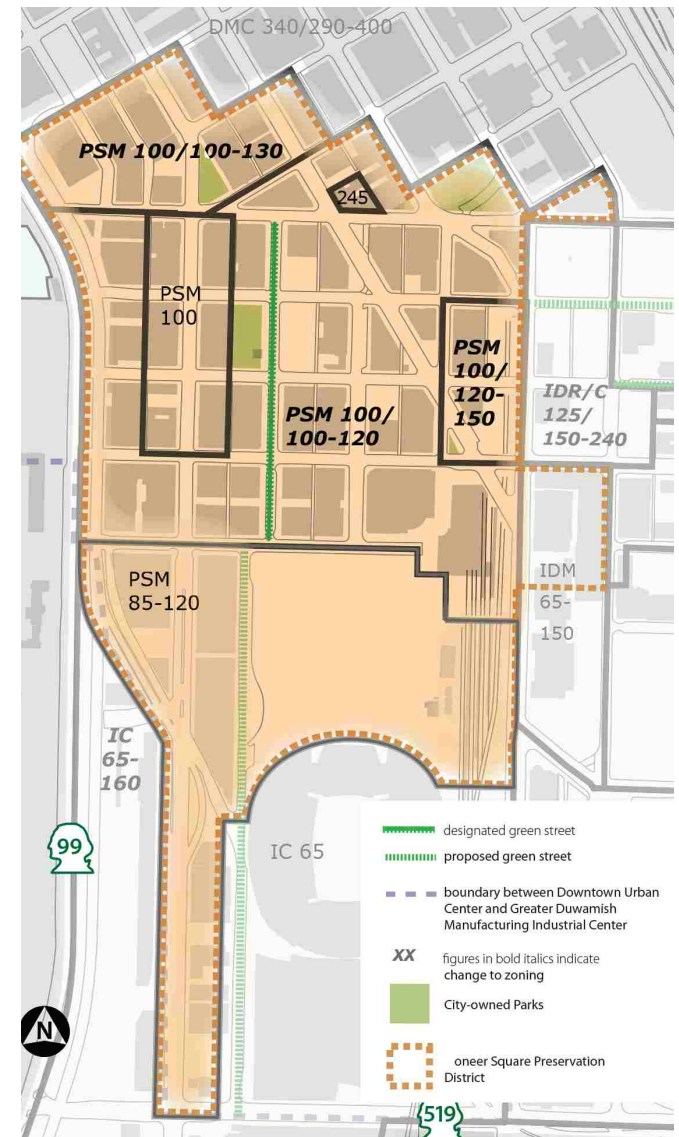 DMC 340/290-400
PSM 100/100-130
245
PSM
100
PSM
100/
120-
150
PSM 100/
100-120
IDR/C
125/
150-240
PSM
85-120
IDM
65-
150
IC
65-
160
99
IC 65
N
designated green street
proposed green street
boundary between Downtown Urban
Center and Greater Duwamish
Manufacturing Industrial Center
XX
figures in bold italics indicate
change to zoning
City-owned Parks
oneer Square Preservation
District
519